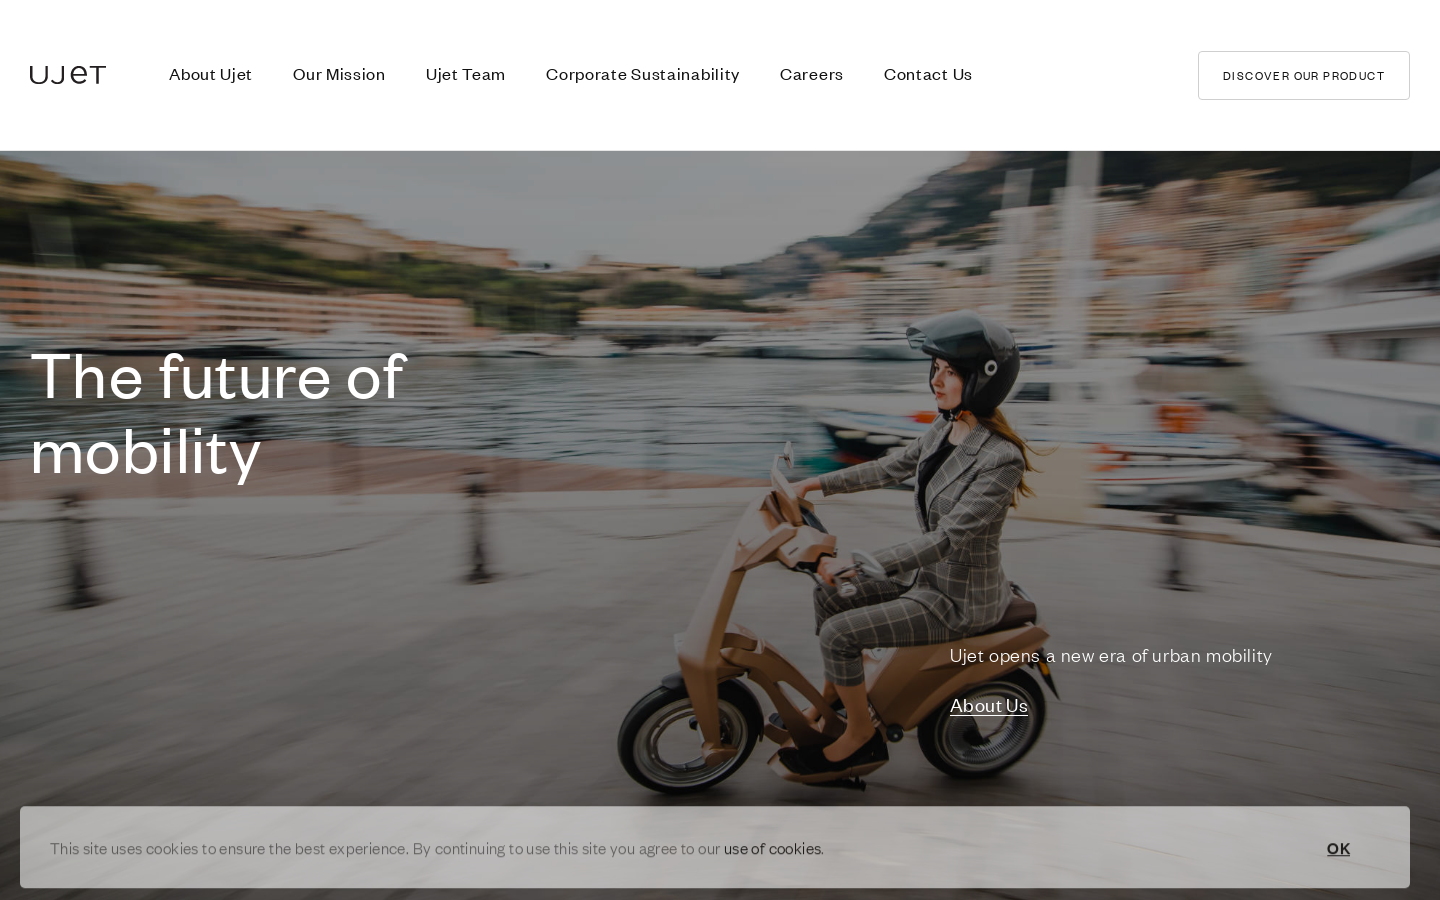 UJET
About Ujet
Our Mission
Ujet Team
Corporate Sustainability
Careers
Contact Us
DISCOVER OUR PRODUCT
The future of
mobility
Ujet opens a new era of urban mobility
About Us
This site uses cookies to ensure the best experience. By continuing to use this site you agree to our use of cookies.
OK